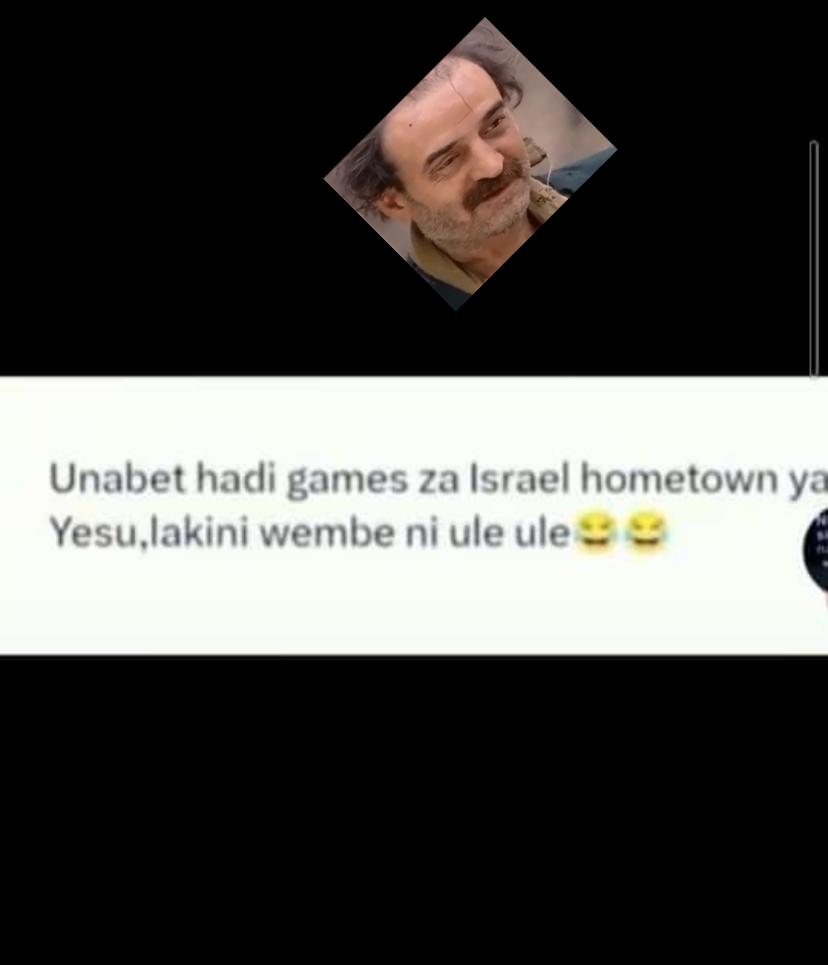 Unabet hadi games za Israel hometown ya
Yesu,lakini wembe ni ule ule😂😂